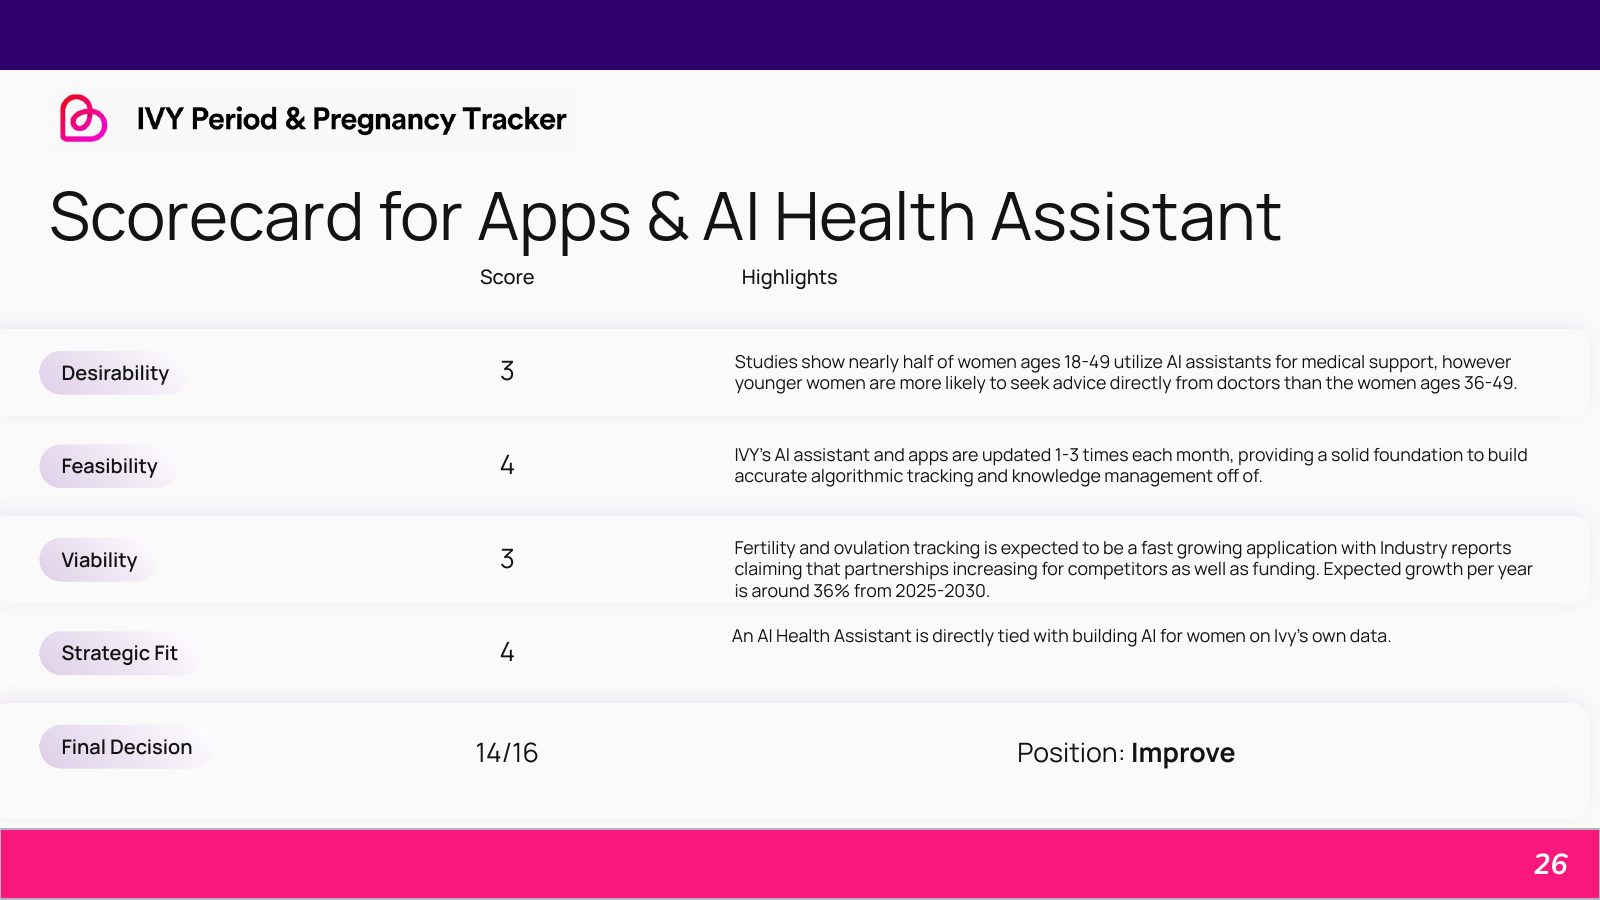 IVY Period & Pregnancy Tracker
Scorecard for Apps & AI Health Assistant
Score Highlights
Desirability 3 Studies show nearly half of women ages 18-49 utilize AI assistants for medical support, however
younger women are more likely to seek advice directly from doctors than the women ages 36-49.
Feasibility 4 IVY's AI assistant and apps are updated 1-3 times each month, providing a solid foundation to build
accurate algorithmic tracking and knowledge management off of.
Viability 3 Fertility and ovulation tracking is expected to be a fast growing application with Industry reports
claiming that partnerships increasing for competitors as well as funding. Expected growth per year
is around 36% from 2025-2030.
Strategic Fit 4 An AI Health Assistant is directly tied with building AI for women on Ivy's own data.
Final Decision 14/16 Position: Improve
26